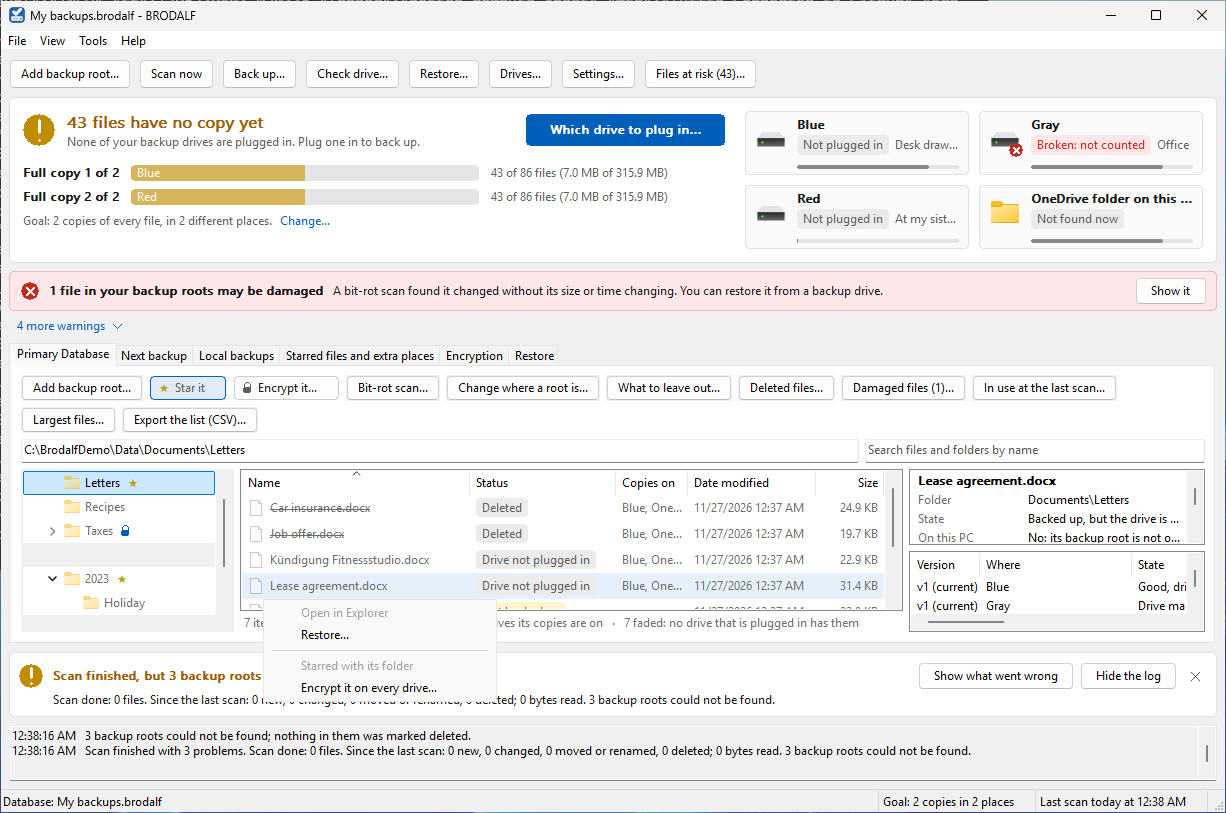 My backups.brodalf - BRODALF
File View Tools Help
Add backup root... Scan now Back up... Check drive... Restore... Drives... Settings... Files at risk (43)...
43 files have no copy yet
None of your backup drives are plugged in. Plug one in to back up.
Which drive to plug in...
Full copy 1 of 2 Blue 43 of 86 files (7.0 MB of 315.9 MB)
Full copy 2 of 2 Red 43 of 86 files (7.0 MB of 315.9 MB)
Goal: 2 copies of every file, in 2 different places. Change...
Blue
Not plugged in Desk draw...
Gray
Broken: not counted Office
Red
Not plugged in At my sist...
OneDrive folder on this ...
Not found now
1 file in your backup roots may be damaged A bit-rot scan found it changed without its size or time changing. You can restore it from a backup drive. Show it
4 more warnings
Primary Database Next backup Local backups Starred files and extra places Encryption Restore
Add backup root... Star it Encrypt it... Bit-rot scan... Change where a root is... What to leave out... Deleted files... Damaged files (1)... In use at the last scan...
Largest files... Export the list (CSV)...
C:\BrodalfDemo\Data\Documents\Letters Search files and folders by name
Letters
Recipes
Taxes
2023
Holiday
Name Status Copies on Date modified Size
Car insurance.docx Deleted Blue, One... 11/27/2026 12:37 AM 24.9 KB
Job offer.docx Deleted Blue, One... 11/27/2026 12:37 AM 19.7 KB
Kündigung Fitnessstudio.docx Drive not plugged in Blue, One... 11/27/2026 12:37 AM 22.9 KB
Lease agreement.docx Drive not plugged in Blue, One... 11/27/2026 12:37 AM 31.4 KB
7 ite ves its copies are on · 7 faded: no drive that is plugged in has them
Open in Explorer
Restore...
Starred with its folder
Encrypt it on every drive...
Lease agreement.docx
Folder Documents\Letters
State Backed up, but the drive is ...
On this PC No: its backup root is not o...
Version Where State
v1 (current) Blue Good, dri
v1 (current) Gray Drive ma
Scan finished, but 3 backup roots
Show what went wrong Hide the log
Scan done: 0 files. Since the last scan: 0 new, 0 changed, 0 moved or renamed, 0 deleted; 0 bytes read. 3 backup roots could not be found.
12:38:16 AM 3 backup roots could not be found; nothing in them was marked deleted.
12:38:16 AM Scan finished with 3 problems. Scan done: 0 files. Since the last scan: 0 new, 0 changed, 0 moved or renamed, 0 deleted; 0 bytes read. 3 backup roots could not be found.
Database: My backups.brodalf Goal: 2 copies in 2 places Last scan today at 12:38 AM